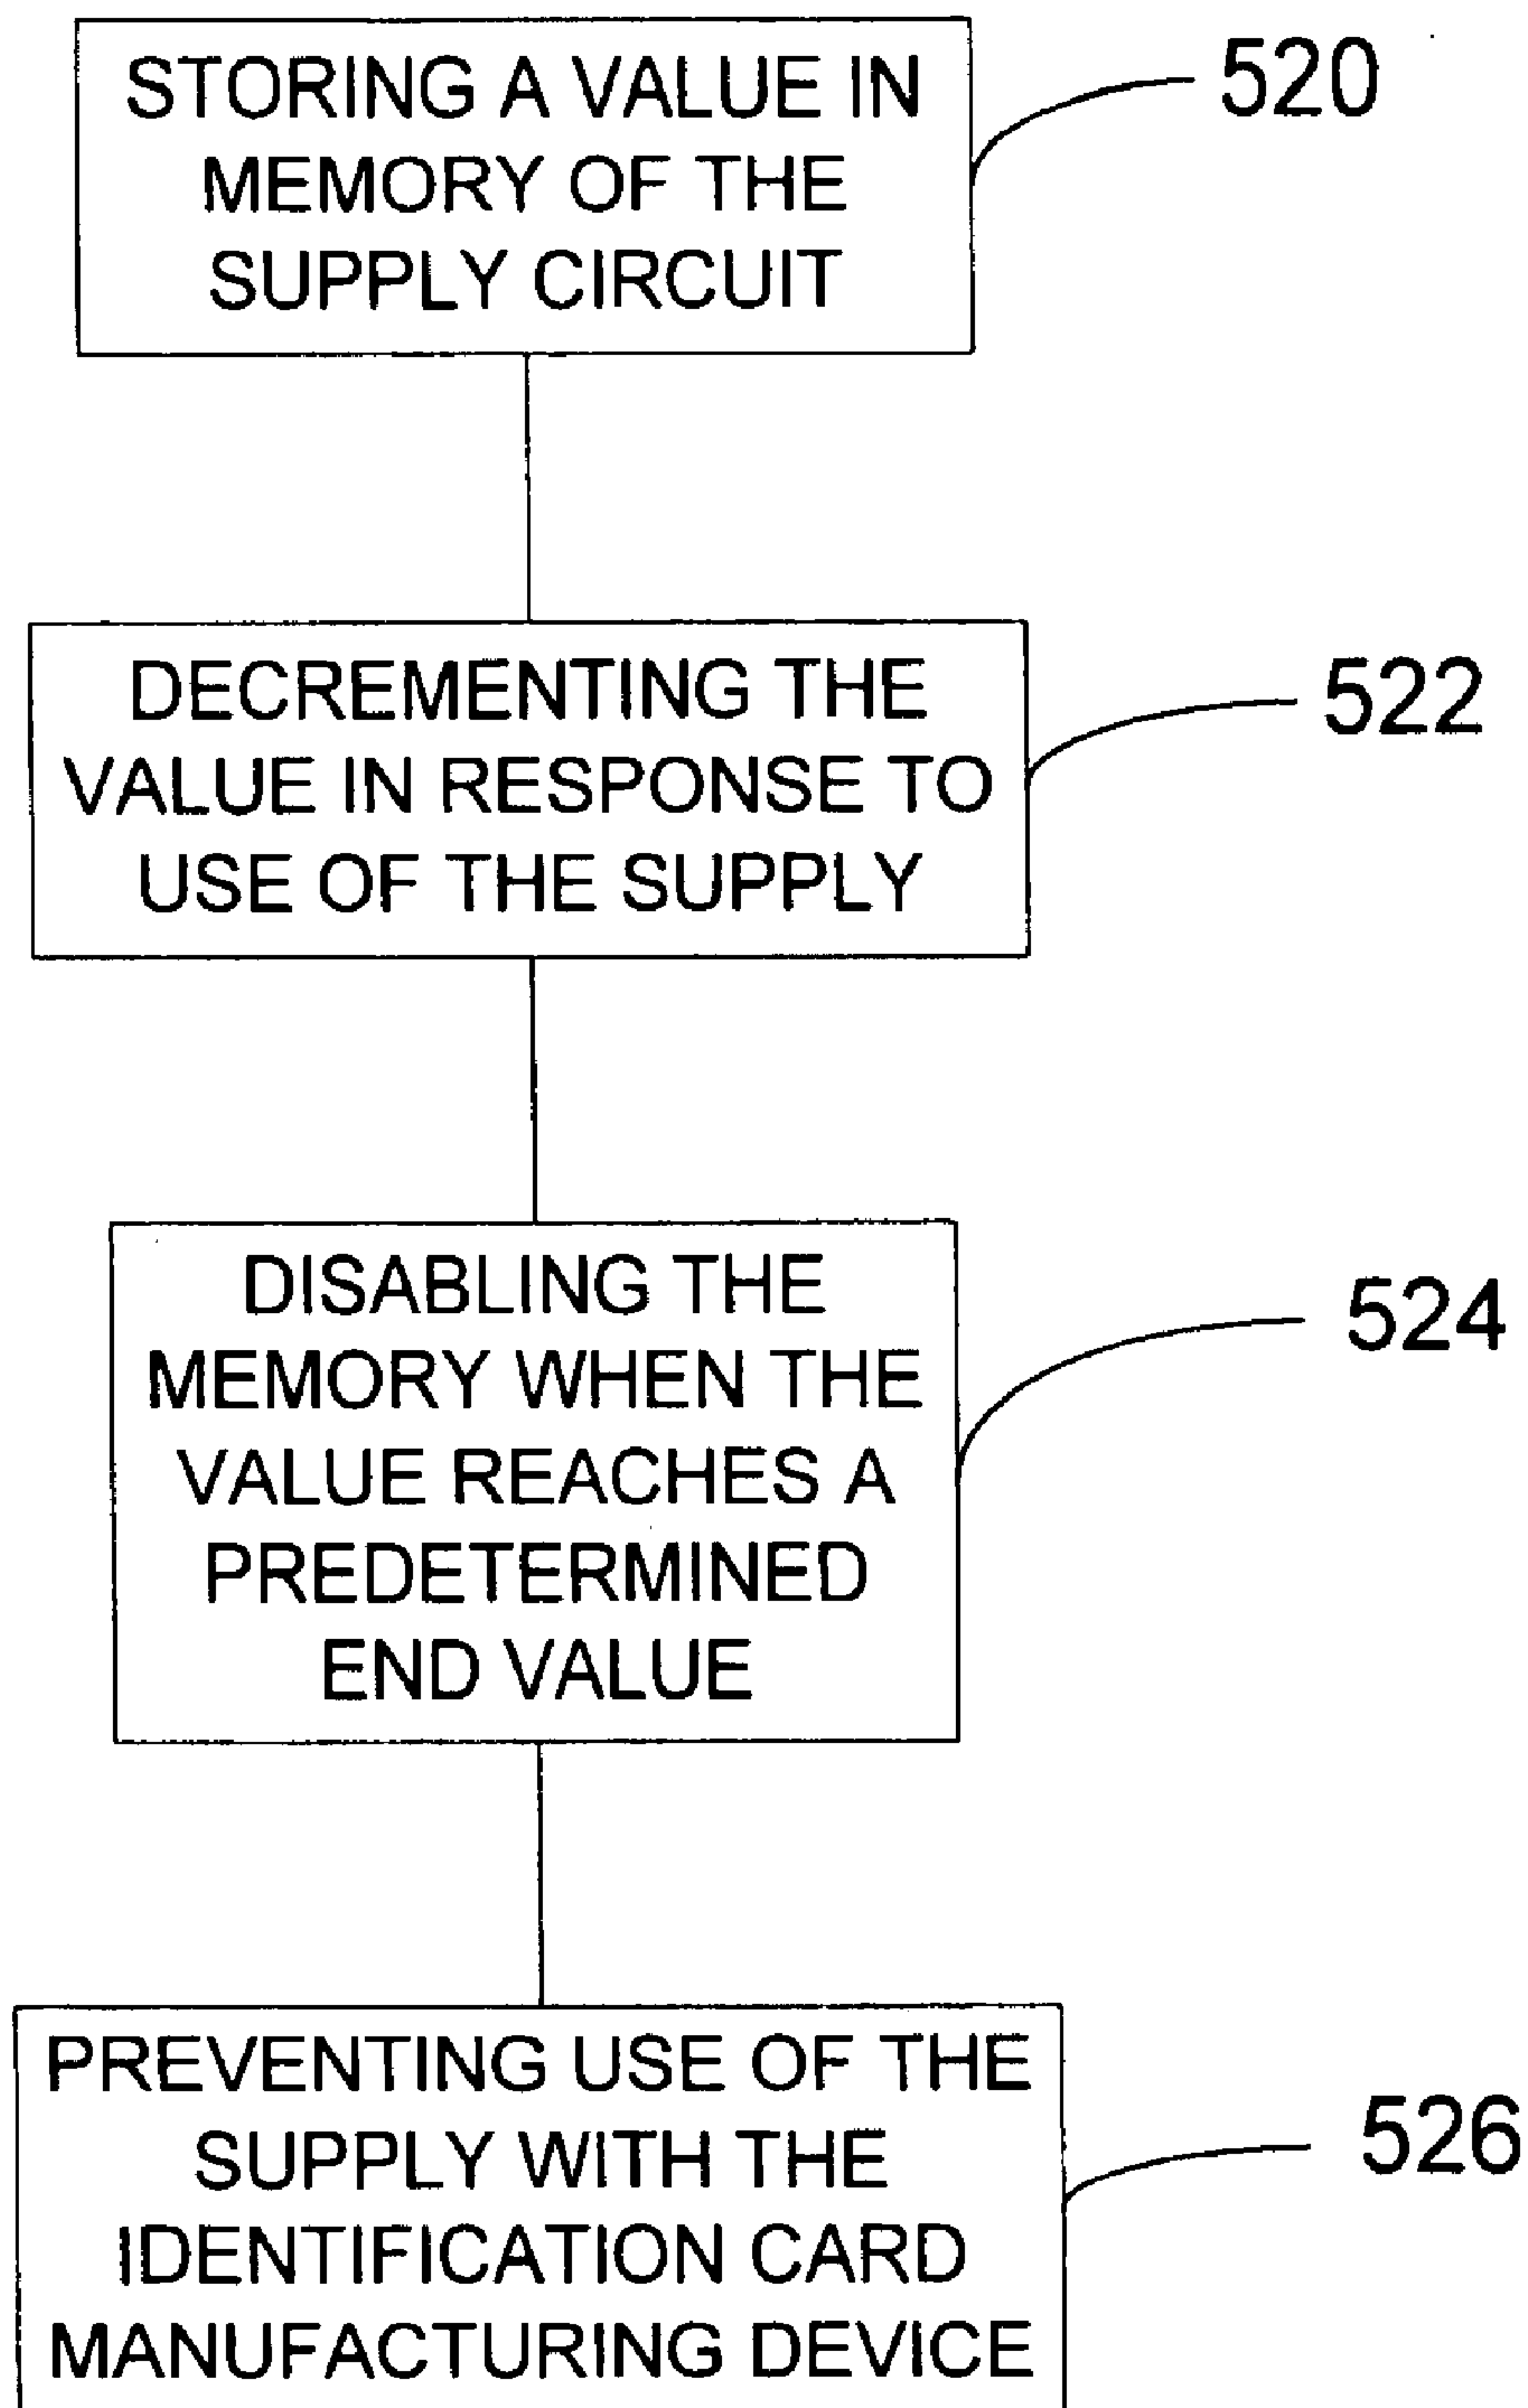 STORING A VALUE IN
MEMORY OF THE
SUPPLY CIRCUIT
520
DECREMENTING THE
VALUE IN RESPONSE TO
USE OF THE SUPPLY
522
DISABLING THE
MEMORY WHEN THE
VALUE REACHES A
PREDETERMINED
END VALUE
524
PREVENTING USE OF THE
SUPPLY WITH THE
IDENTIFICATION CARD
MANUFACTURING DEVICE
526